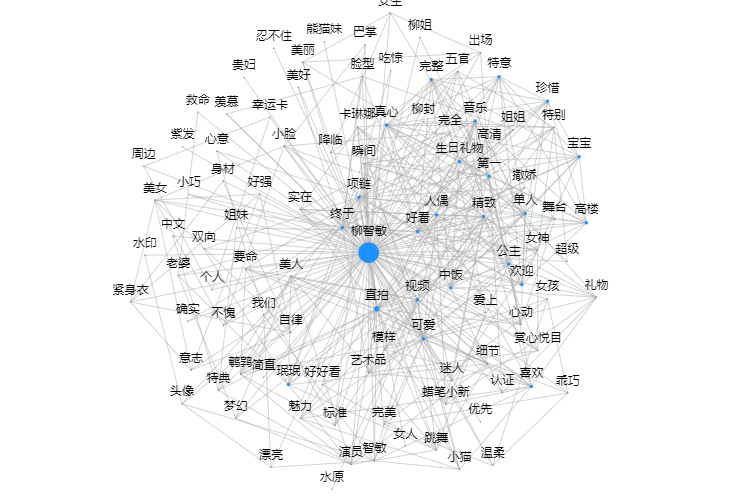 女生
熊猫妹
巴掌
柳姐
忍不住
出场
美丽
吃惊
五官
脸型
完整
特意
贵妇
美好
珍惜
救命
羡慕
幸运卡
卡琳娜
真心
柳封
音乐
姐姐
特别
完全
紫发
心意
小脸
降临
高清
宝宝
瞬间
生日礼物
周边
身材
第一
撒娇
美女
小巧
好强
项链
实在
人偶
精致
单人
舞台
高楼
姐妹
终于
好看
中文
柳智敏
水印
双向
女神
公主
超级
老婆
要命
美人
欢迎
个人
中饭
紧身衣
直拍
视频
女孩
礼物
我们
爱上
确实
不愧
自律
可爱
心动
模样
赏心悦目
细节
意志
鹌鹑
简直
珉珉
好好看
艺术品
迷人
特典
认证
喜欢
乖巧
头像
蜡笔小新
梦幻
魅力
标准
完美
优先
女人
跳舞
漂亮
演员
智敏
小猫
温柔
水原